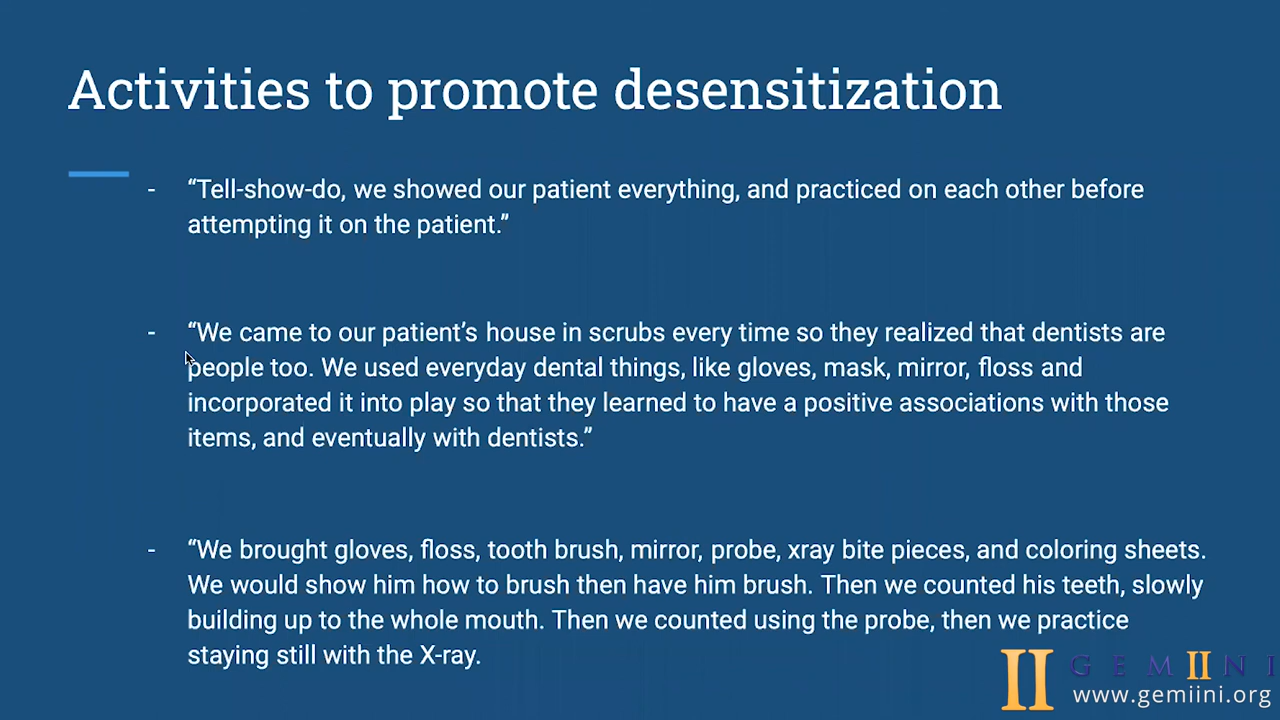 Activities to promote desensitization
- “Tell-show-do, we showed our patient everything, and practiced on each other before
attempting it on the patient.”
- “We came to our patient’s house in scrubs every time so they realized that dentists are
people too. We used everyday dental things, like gloves, mask, mirror, floss and
incorporated it into play so that they learned to have a positive associations with those
items, and eventually with dentists.”
- “We brought gloves, floss, tooth brush, mirror, probe, xray bite pieces, and coloring sheets.
We would show him how to brush then have him brush. Then we counted his teeth, slowly
building up to the whole mouth. Then we counted using the probe, then we practice
staying still with the X-ray.
II GEMIINI
www.gemiini.org